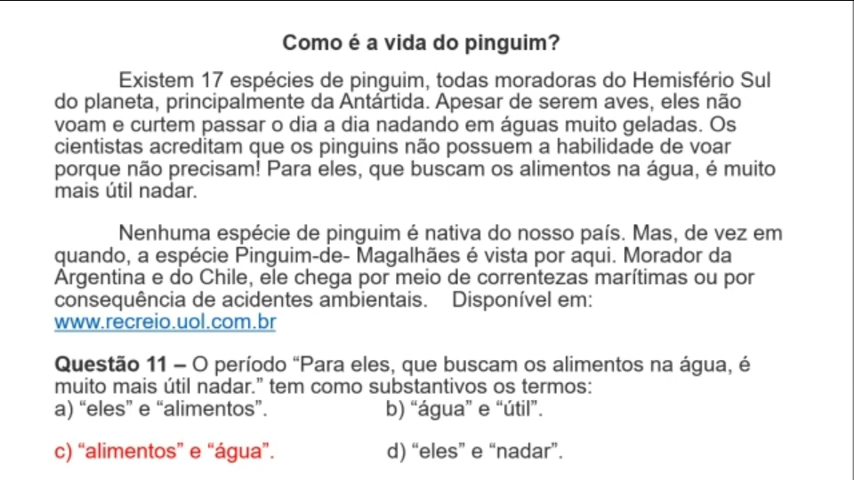 Como é a vida do pinguim?
Existem 17 espécies de pinguim, todas moradoras do Hemisfério Sul
do planeta, principalmente da Antártida. Apesar de serem aves, eles não
voam e curtem passar o dia a dia nadando em águas muito geladas. Os
cientistas acreditam que os pinguins não possuem a habilidade de voar
porque não precisam! Para eles, que buscam os alimentos na água, é muito
mais útil nadar.
Nenhuma espécie de pinguim é nativa do nosso país. Mas, de vez em
quando, a espécie Pinguim-de- Magalhães é vista por aqui. Morador da
Argentina e do Chile, ele chega por meio de correntezas marítimas ou por
consequência de acidentes ambientais. Disponível em:
www.recreio.uol.com.br
Questão 11 – O período “Para eles, que buscam os alimentos na água, é
muito mais útil nadar.” tem como substantivos os termos:
a) “eles” e “alimentos”. b) “água” e “útil”.
c) “alimentos” e “água”. d) “eles” e “nadar”.